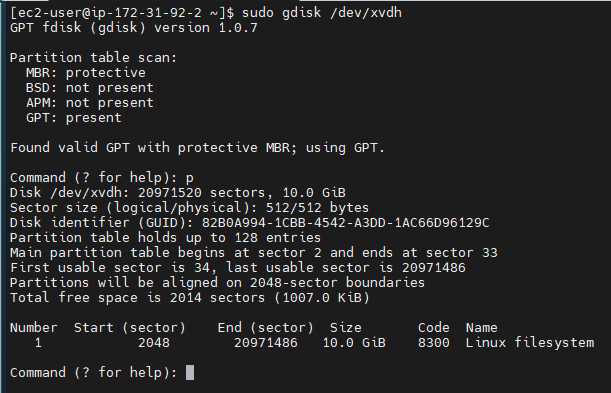 [ec2-user@ip-172-31-92-2 ~]$ sudo gdisk /dev/xvdh
GPT fdisk (gdisk) version 1.0.7
Partition table scan:
MBR: protective
BSD: not present
APM: not present
GPT: present
Found valid GPT with protective MBR; using GPT.
Command (? for help): p
Disk /dev/xvdh: 20971520 sectors, 10.0 GiB
Sector size (logical/physical): 512/512 bytes
Disk identifier (GUID): 82B0A994-1CBB-4542-A3DD-1AC66D96129C
Partition table holds up to 128 entries
Main partition table begins at sector 2 and ends at sector 33
First usable sector is 34, last usable sector is 20971486
Partitions will be aligned on 2048-sector boundaries
Total free space is 2014 sectors (1007.0 KiB)
Number  Start (sector)    End (sector)  Size       Code  Name
1            2048        20971486   10.0 GiB    8300  Linux filesystem
Command (? for help):